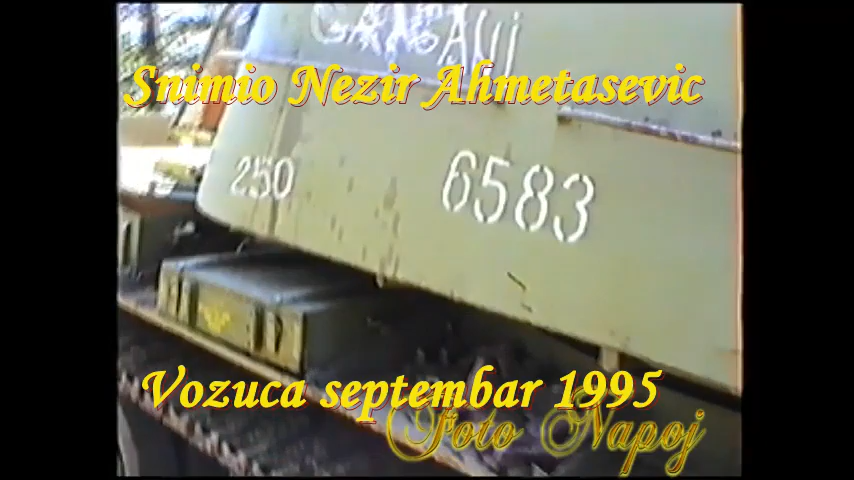 Snimio Nezir Ahmetasevic
250
6583
Vozuca septembar 1995
Foto Napoj